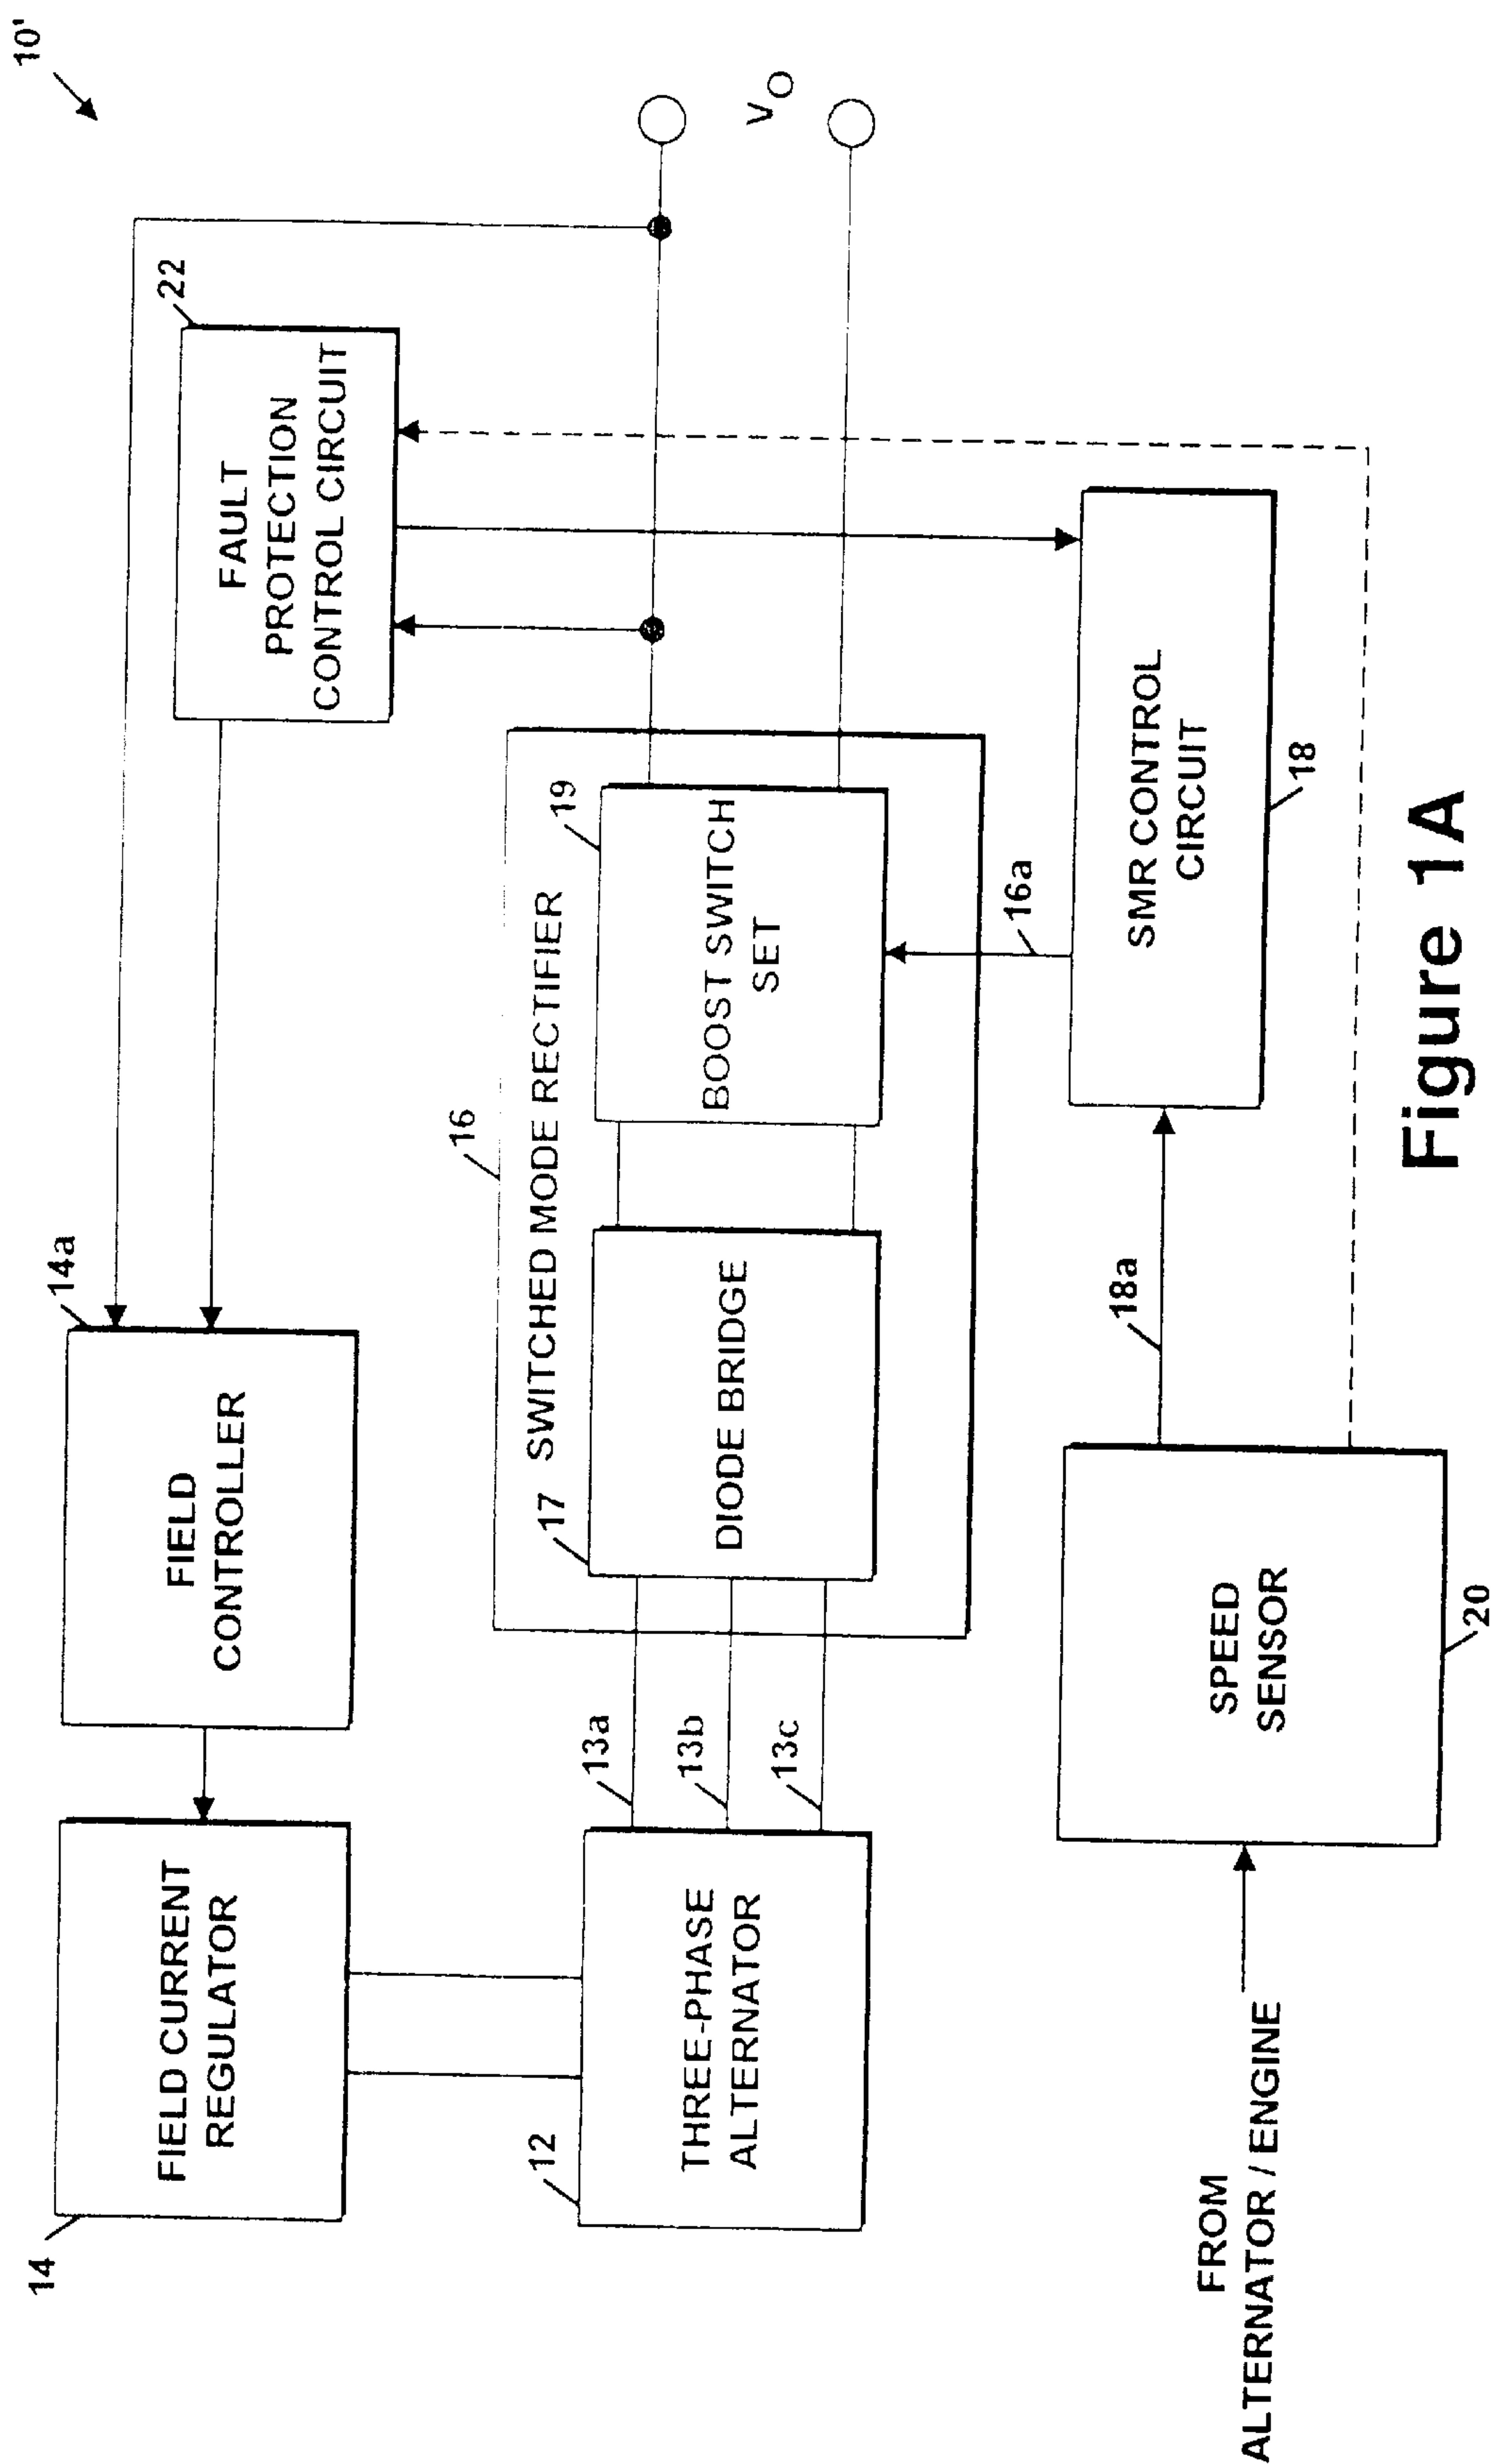 10'
14
FIELD CURRENT
REGULATOR
14a
FIELD
CONTROLLER
22
FAULT
PROTECTION
CONTROL CIRCUIT
12
THREE-PHASE
ALTERNATOR
13a
13b
13c
16
SWITCHED MODE RECTIFIER
17
DIODE BRIDGE
19
BOOST SWITCH
SET
VO
16a
FROM
ALTERNATOR / ENGINE
SPEED
SENSOR
20
18a
SMR CONTROL
CIRCUIT
18
Figure 1A